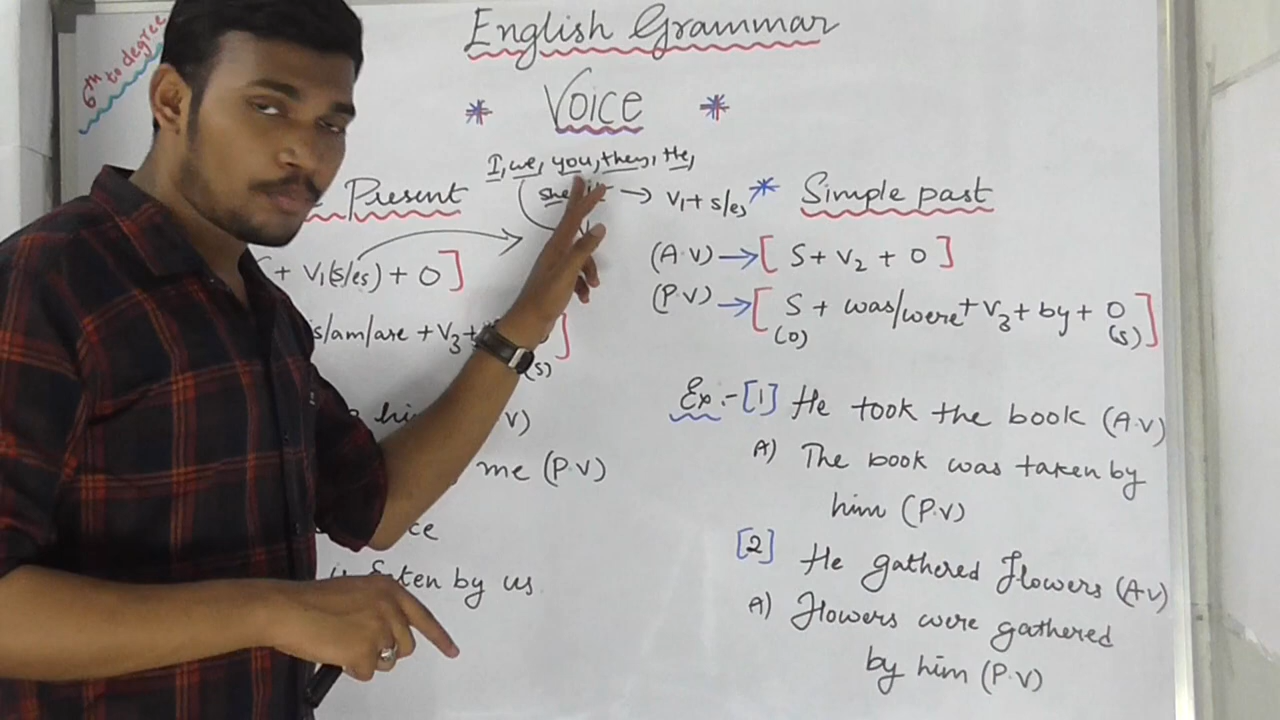 6th to degree
English Grammar
* Voice *
I, we, you, they, He,
she → V1 + s/es
Present
+ V1(s/es) + O]
s/am/are + V3 +
(s)
me (P.V)
by us
* Simple past
(A.V) → [ S + V2 + O ]
(P.V) → [ S + was/were + V3 + by + O ]
(O) (s)
Ex:- [1] He took the book (A.V)
A) The book was taken by
him (P.V)
[2] He gathered flowers (A.V)
A) Flowers were gathered
by him (P.V)